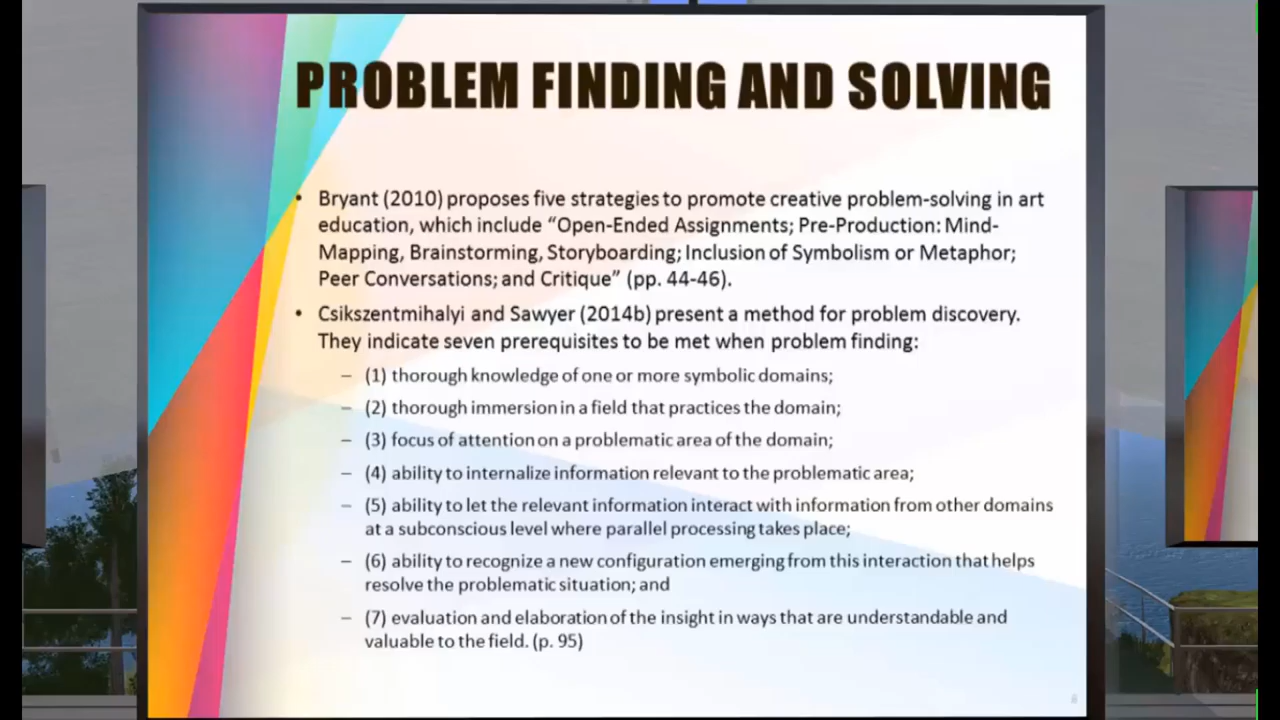 PROBLEM FINDING AND SOLVING
• Bryant (2010) proposes five strategies to promote creative problem-solving in art
education, which include “Open-Ended Assignments; Pre-Production: Mind-
Mapping, Brainstorming, Storyboarding; Inclusion of Symbolism or Metaphor;
Peer Conversations; and Critique” (pp. 44-46).
• Csikszentmihalyi and Sawyer (2014b) present a method for problem discovery.
They indicate seven prerequisites to be met when problem finding:
– (1) thorough knowledge of one or more symbolic domains;
– (2) thorough immersion in a field that practices the domain;
– (3) focus of attention on a problematic area of the domain;
– (4) ability to internalize information relevant to the problematic area;
– (5) ability to let the relevant information interact with information from other domains
at a subconscious level where parallel processing takes place;
– (6) ability to recognize a new configuration emerging from this interaction that helps
resolve the problematic situation; and
– (7) evaluation and elaboration of the insight in ways that are understandable and
valuable to the field. (p. 95)